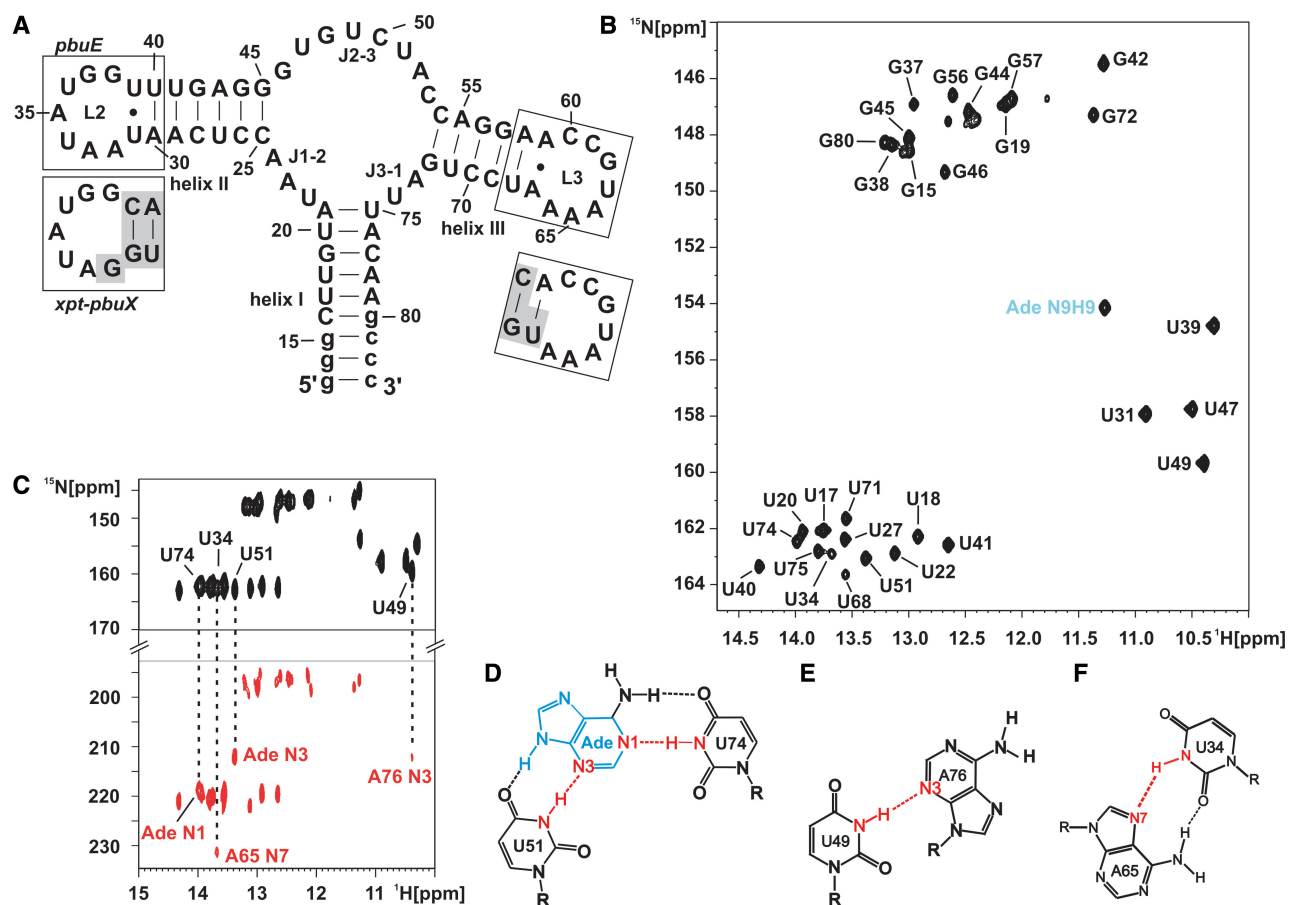 A
pbuE
40
45
50
U G U C U
J2-3
G
A
C
C
G G
U U U G A G G
U
35
A
L2
U
A A U A A C U C C
30
25
helix II
A
J1-2
A
U
G G
C A
U
A
U
A G G U
xpt-pbuX
55
C A G G A A C C
60
G
U
L3
A
A
A
A
65
G U C C U
70
helix III
J3-1
A
U
75
A U
20
U A
G C
U A
helix I
U A
C g
80
15
g c
g c
5' g c 3'
C A C C
G
U
A
A
A
U
G
B
15N[ppm]
146
148
150
152
154
156
158
160
162
164
14.5 14.0 13.5 13.0 12.5 12.0 11.5 11.0 10.5 1H[ppm]
G37
G56
G44
G57
G42
G45
G72
G80
G19
G38
G15
G46
Ade N9H9
U39
U31
U47
U49
U20
U17
U71
U18
U74
U27
U41
U75
U40
U34
U68
U51
U22
C
15N[ppm]
150
160
170
200
210
220
230
U34
U74
U51
U49
Ade N3
A76 N3
Ade N1
A65 N7
15 14 13 12 11 1H[ppm]
D
H
N H O
N
Ade N1 H N U74
N
N3
H
H
O
N
R
O
N
U51
O
N
R
E
H
N N
A76
H
N3
N
N
R
O
H
N
U49
O
N
R
F
O
U34
H N
N
R
O
N7
H
R N
A65
N
H
N N
H